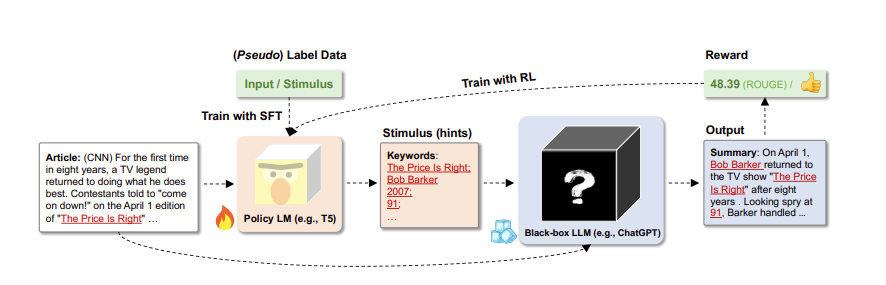 (Pseudo) Label Data
Input / Stimulus
Train with SFT
Train with RL
Reward
48.39 (ROUGE) /
Article: (CNN) For the first time
in eight years, a TV legend
returned to doing what he does
best. Contestants told to "come
on down!" on the April 1 edition
of "The Price Is Right" ...
Policy LM (e.g., T5)
Stimulus (hints)
Keywords:
The Price Is Right;
Bob Barker
2007;
91;
...
?
Black-box LLM (e.g., ChatGPT)
Output
Summary: On April 1,
Bob Barker returned to
the TV show "The Price
Is Right" after eight
years . Looking spry at
91, Barker handled ...